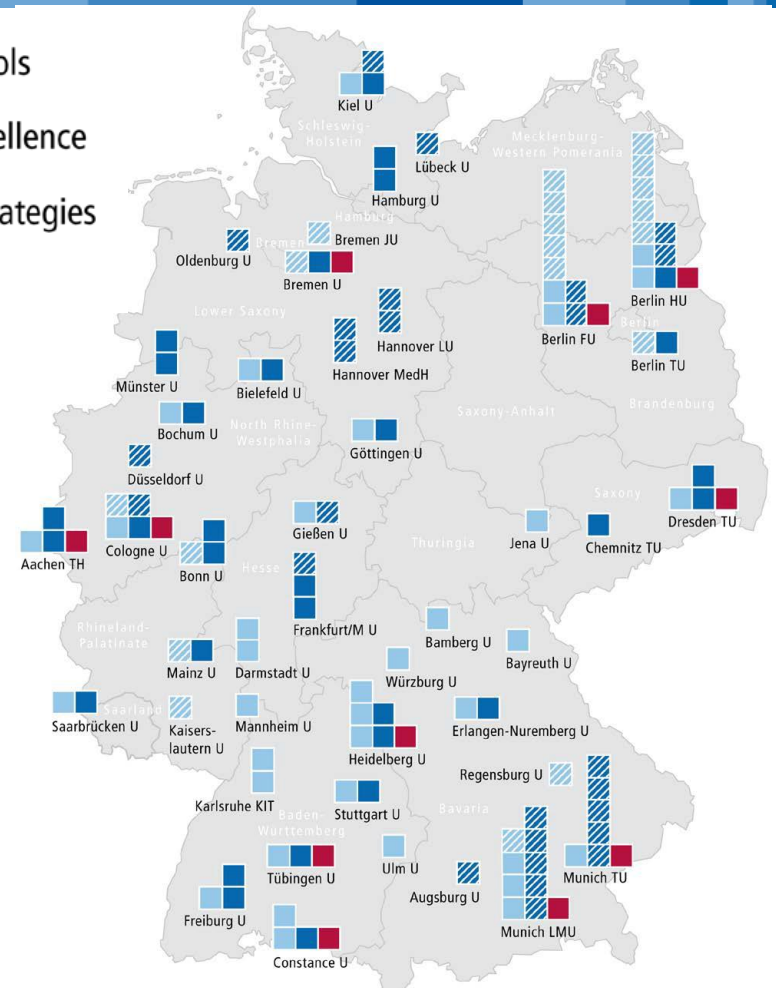 ols
ellence
ategies
Kiel U
Schleswig-
Holstein
Mecklenburg-
Western Pomerania
Lübeck U
Hamburg U
Hamburg
Bremen JU
Oldenburg U
Bremen
Bremen U
Berlin HU
Lower Saxony
Berlin
Berlin FU
Hannover LU
Berlin TU
Hannover MedH
Münster U
Bielefeld U
Brandenburg
Saxony-Anhalt
Bochum U
North Rhine-
Westphalia
Göttingen U
Düsseldorf U
Saxony
Dresden TU
Gießen U
Jena U
Chemnitz TU
Thuringia
Cologne U
Aachen TH
Bonn U
Hesse
Frankfurt/M U
Rhineland-
Palatinate
Bamberg U
Bayreuth U
Mainz U
Darmstadt U
Würzburg U
Saarland
Saarbrücken U
Kaisers-
lautern U
Mannheim U
Erlangen-Nuremberg U
Heidelberg U
Regensburg U
Karlsruhe KIT
Baden-
Württemberg
Stuttgart U
Bavaria
Ulm U
Tübingen U
Munich TU
Augsburg U
Freiburg U
Munich LMU
Constance U